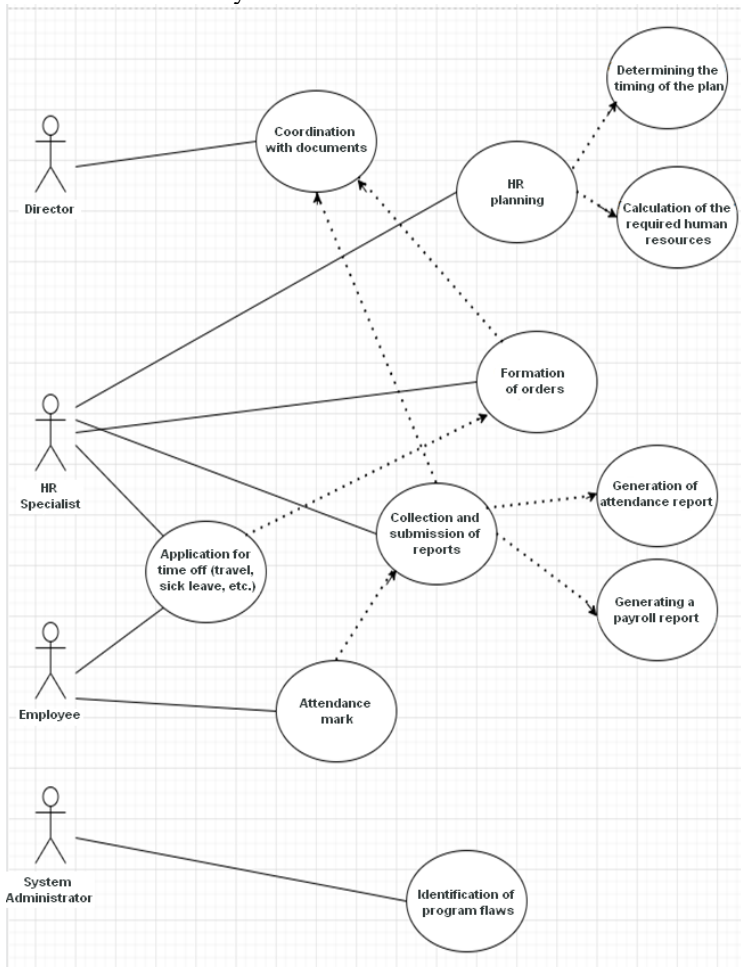 Determining the
timing of the plan
Coordination
with documents
Director
HR
planning
Calculation of the
required human
resources
Formation
of orders
HR
Specialist
Generation of
attendance report
Collection and
submission of
reports
Application for
time off (travel,
sick leave, etc.)
Generating a
payroll report
Employee
Attendance
mark
System
Administrator
Identification of
program flaws